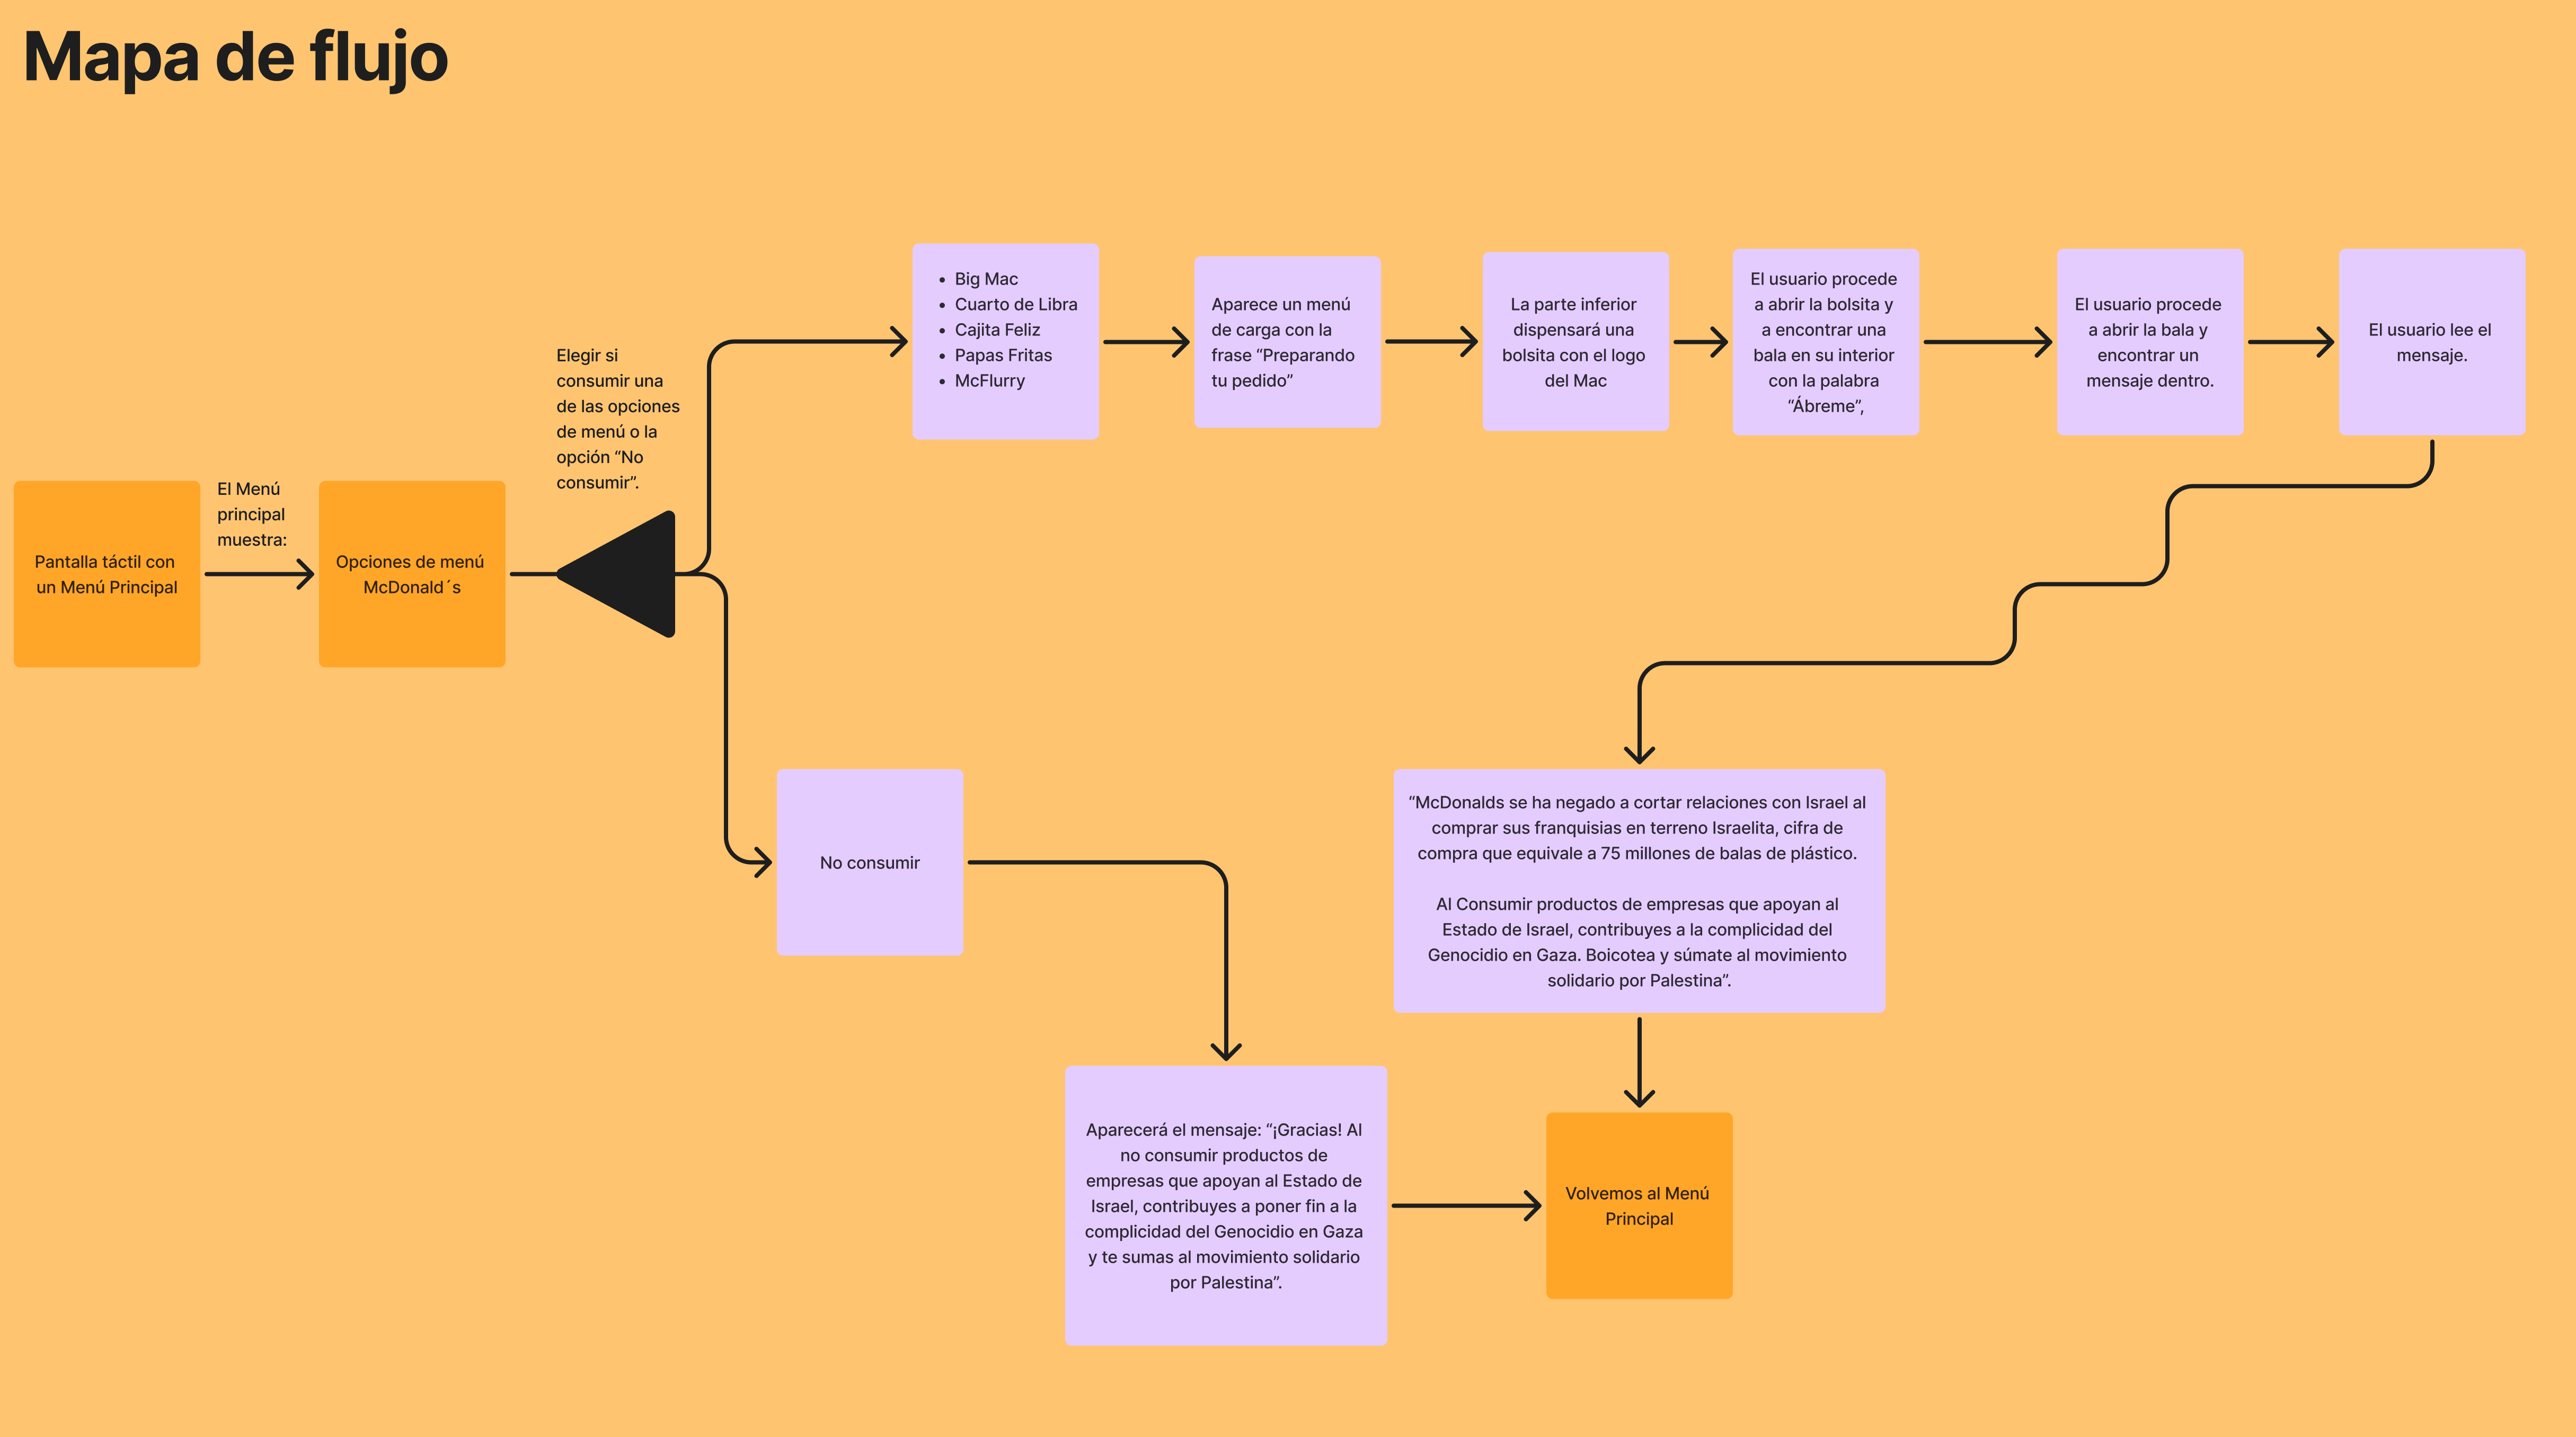 Mapa de flujo
Pantalla táctil con
un Menú Principal
El Menú
principal
muestra:
Opciones de menú
McDonald´s
Elegir si
consumir una
de las opciones
de menú o la
opción “No
consumir”.
• Big Mac
• Cuarto de Libra
• Cajita Feliz
• Papas Fritas
• McFlurry
Aparece un menú
de carga con la
frase “Preparando
tu pedido”
La parte inferior
dispensará una
bolsita con el logo
del Mac
El usuario procede
a abrir la bolsita y
a encontrar una
bala en su interior
con la palabra
“Ábreme”,
El usuario procede
a abrir la bala y
encontrar un
mensaje dentro.
El usuario lee el
mensaje.
“McDonalds se ha negado a cortar relaciones con Israel al
comprar sus franquisias en terreno Israelita, cifra de
compra que equivale a 75 millones de balas de plástico.
Al Consumir productos de empresas que apoyan al
Estado de Israel, contribuyes a la complicidad del
Genocidio en Gaza. Boicotea y súmate al movimiento
solidario por Palestina”.
No consumir
Aparecerá el mensaje: “¡Gracias! Al
no consumir productos de
empresas que apoyan al Estado de
Israel, contribuyes a poner fin a la
complicidad del Genocidio en Gaza
y te sumas al movimiento solidario
por Palestina”.
Volvemos al Menú
Principal